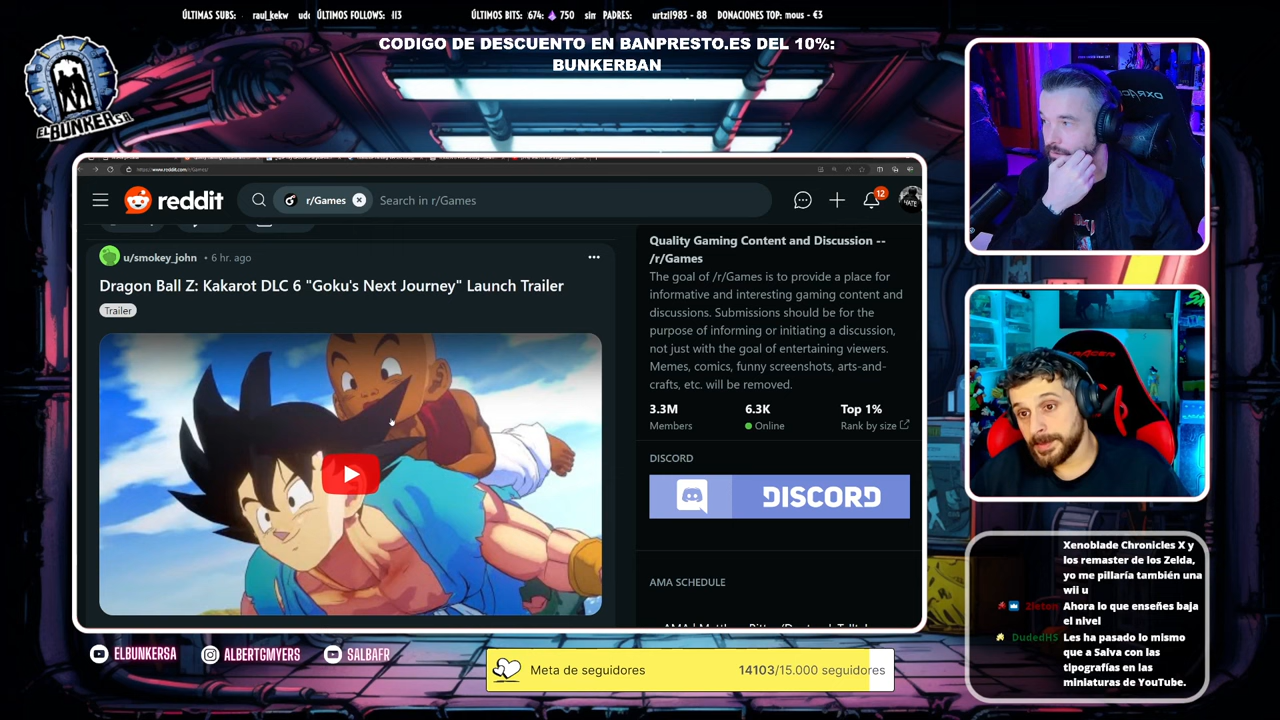 ÚLTIMAS SUBS: raul_kekw ÚLTIMOS FOLLOWS: ÚLTIMOS BITS: 674: 750 PADRES: urtzi1983 - 88 DONACIONES TOP: mous - €3
CODIGO DE DESCUENTO EN BANPRESTO.ES DEL 10%:
BUNKERBAN
ELBUNKERSA
reddit
r/Games
Search in r/Games
12
HATE
u/smokey_john • 6 hr. ago
Dragon Ball Z: Kakarot DLC 6 "Goku's Next Journey" Launch Trailer
Trailer
Quality Gaming Content and Discussion --
/r/Games
The goal of /r/Games is to provide a place for
informative and interesting gaming content and
discussions. Submissions should be for the
purpose of informing or initiating a discussion,
not just with the goal of entertaining viewers.
Memes, comics, funny screenshots, arts-and-
crafts, etc. will be removed.
3.3M 6.3K Top 1%
Members Online Rank by size
DISCORD
DISCORD
AMA SCHEDULE
DXRACER
Xenoblade Chronicles X y
los remaster de los Zelda,
yo me pillaría también una
wii u
2leton Ahora lo que enseñes baja
el nivel
DudedHS Les ha pasado lo mismo
que a Salva con las
tipografías en las
miniaturas de YouTube.
ELBUNKERSA ALBERTGMYERS SALBAFR
Meta de seguidores 14103/15.000 seguidores